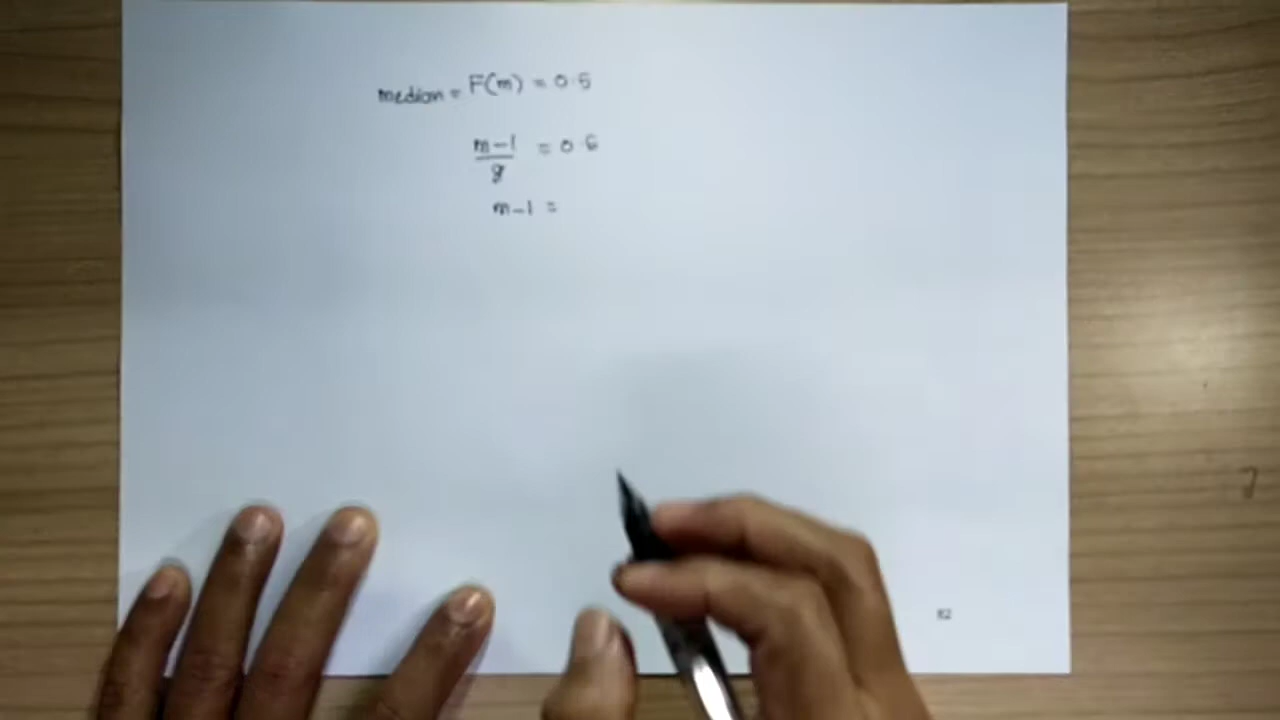 median = F(m) = 0.5
m-1/8 = 0.5
m-1 =